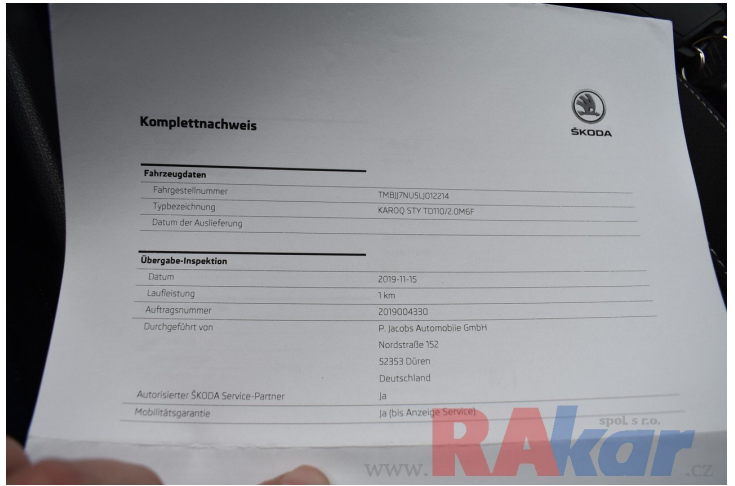 ŠKODA
Komplettnachweis
Fahrzeugdaten
Fahrgestellnummer TMBJJ7NU5LJ012214
Typbezeichnung KAROQ STY TD110/2.0M6F
Datum der Auslieferung
Übergabe-Inspektion
Datum 2019-11-15
Laufleistung 1 km
Auftragsnummer 2019004330
Durchgeführt von P. Jacobs Automobile GmbH
Nordstraße 152
52353 Düren
Deutschland
Autorisierter ŠKODA Service-Partner Ja
Mobilitätsgarantie Ja (bis Anzeige Service)
spol. s r.o.
www.RAkar.cz